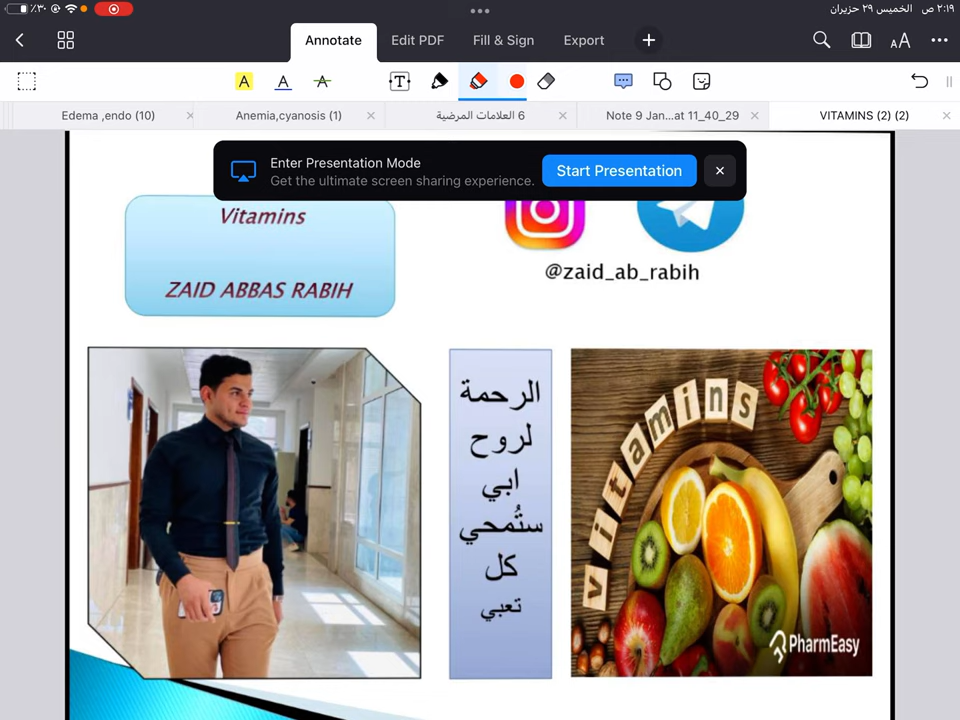 ٪٣٠
٢:١٩ ص الخميس ٢٩ حزيران
Annotate
Edit PDF
Fill & Sign
Export
AA
A A A T
Edema ,endo (10)
Anemia,cyanosis (1)
6 العلامات المرضية
Note 9 Jan...at 11_40_29
VITAMINS (2) (2)
Enter Presentation Mode
Get the ultimate screen sharing experience.
Start Presentation
Vitamins
ZAID ABBAS RABIH
@zaid_ab_rabih
الرحمة
لروح
ابي
ستُمحي
كل
تعبي
vitamins
PharmEasy